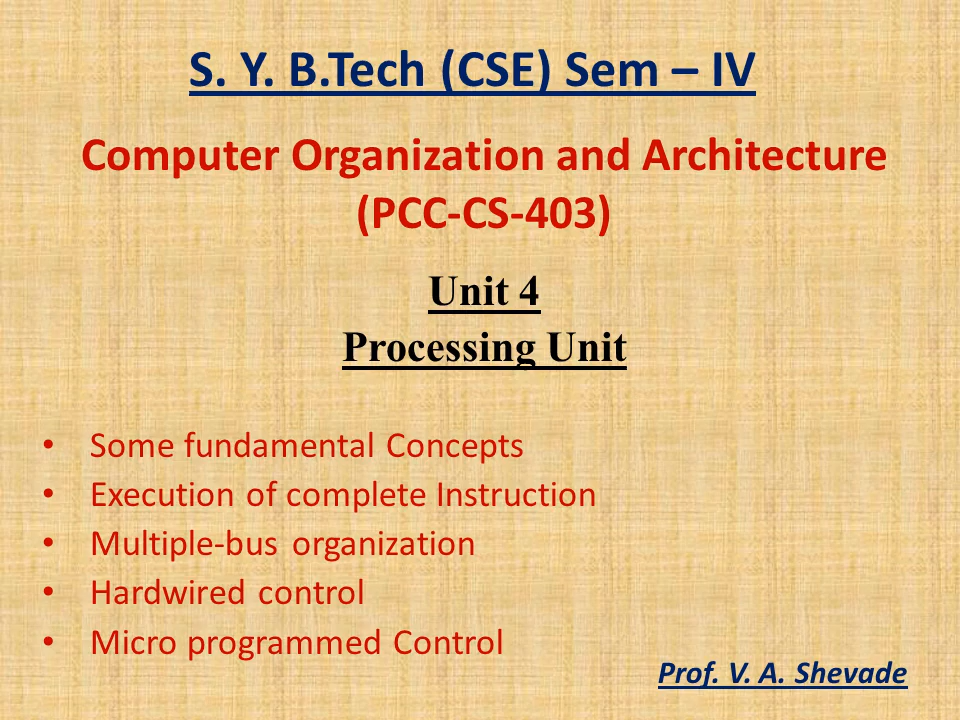 S. Y. B.Tech (CSE) Sem – IV
Computer Organization and Architecture
(PCC-CS-403)
Unit 4
Processing Unit
• Some fundamental Concepts
• Execution of complete Instruction
• Multiple-bus organization
• Hardwired control
• Micro programmed Control
Prof. V. A. Shevade